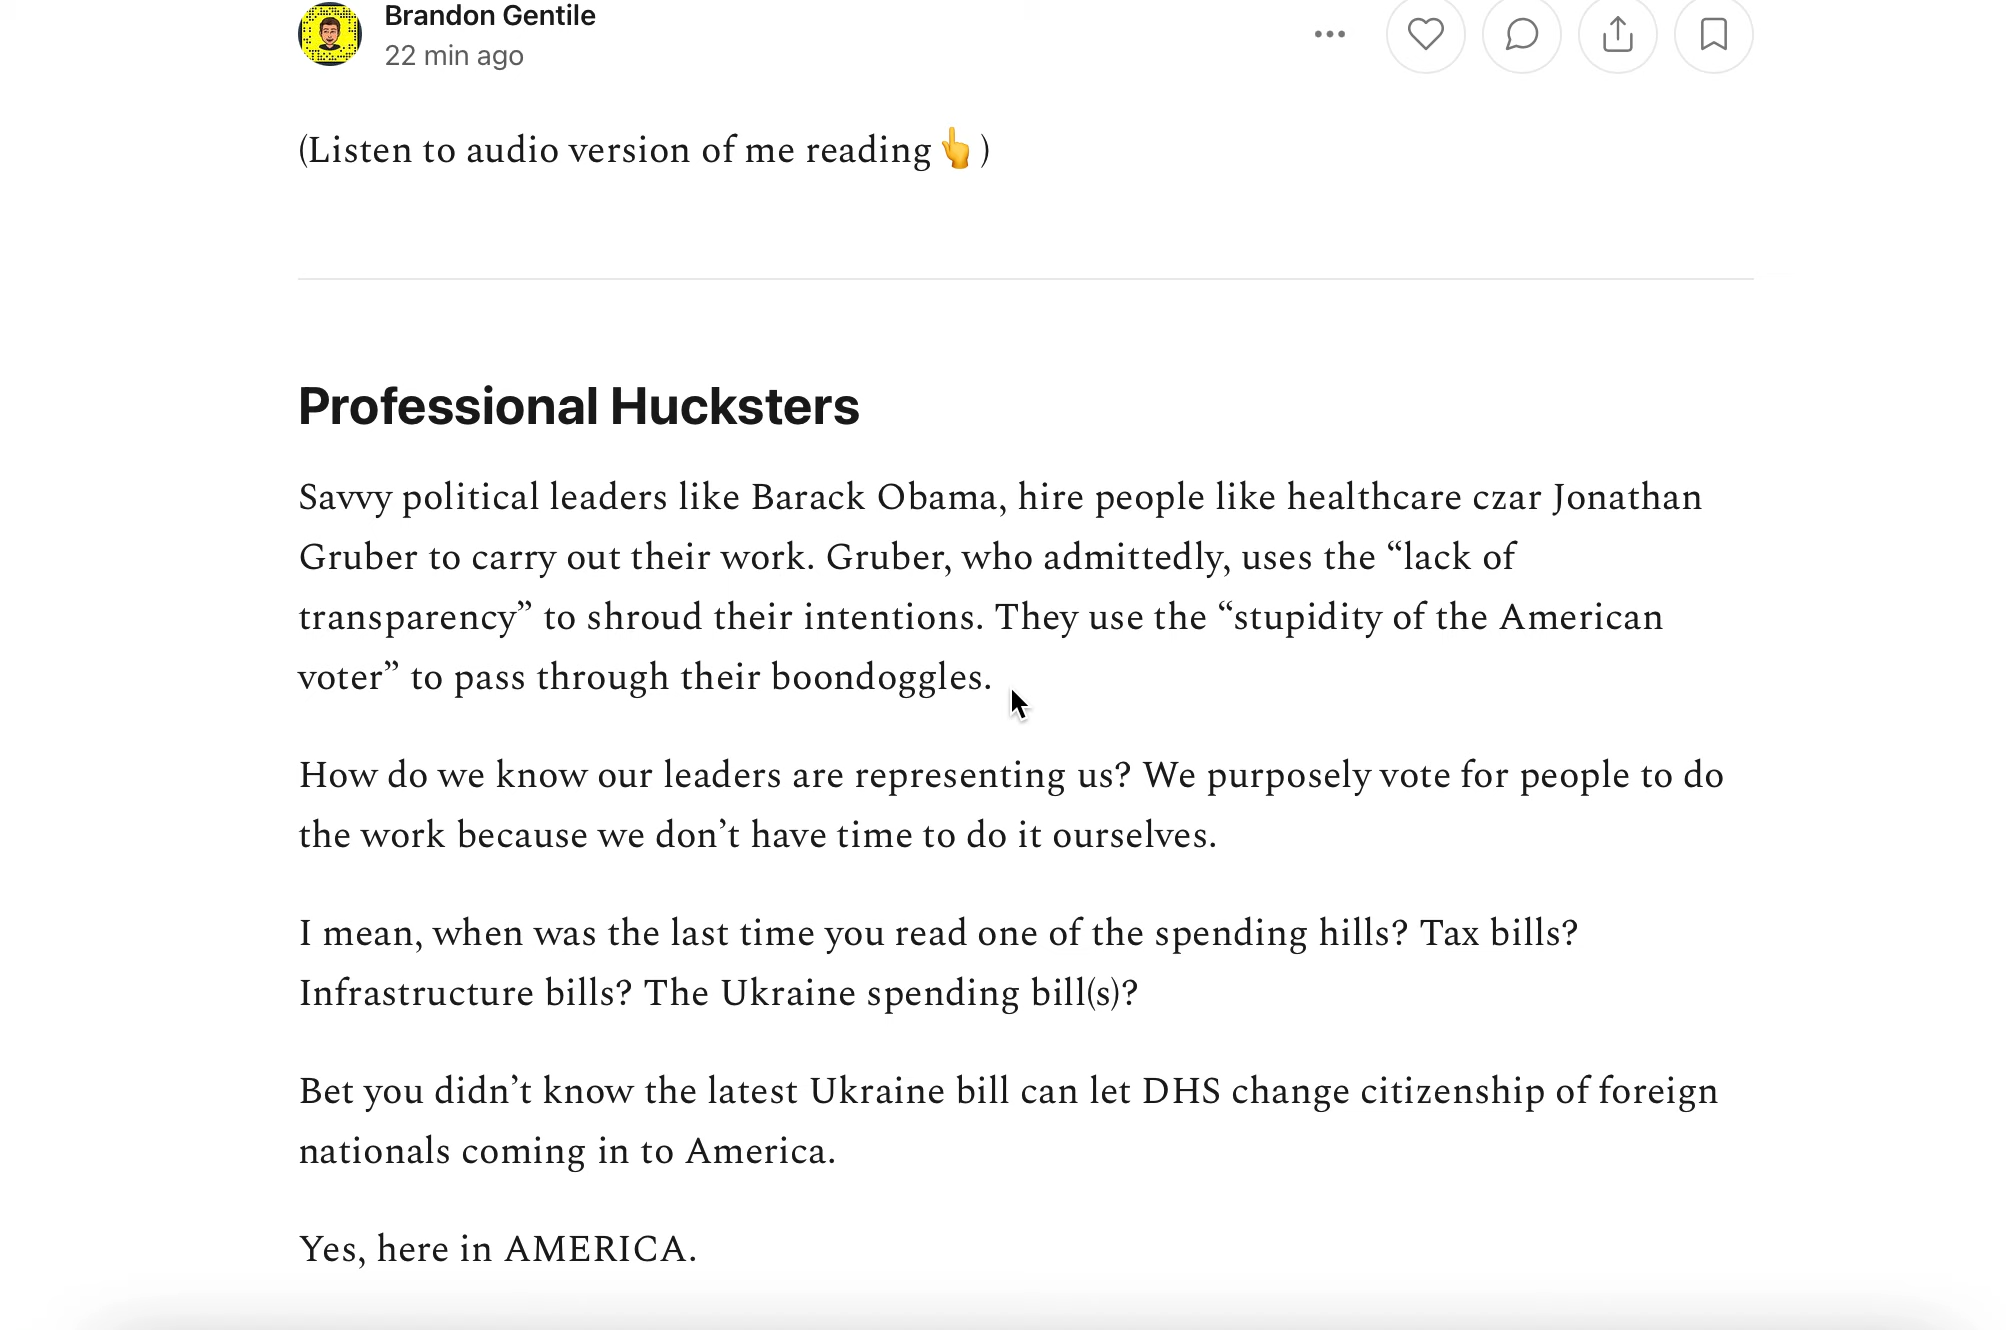 Brandon Gentile
22 min ago
(Listen to audio version of me reading👆)
Professional Hucksters
Savvy political leaders like Barack Obama, hire people like healthcare czar Jonathan
Gruber to carry out their work. Gruber, who admittedly, uses the “lack of
transparency” to shroud their intentions. They use the “stupidity of the American
voter” to pass through their boondoggles.
How do we know our leaders are representing us? We purposely vote for people to do
the work because we don’t have time to do it ourselves.
I mean, when was the last time you read one of the spending hills? Tax bills?
Infrastructure bills? The Ukraine spending bill(s)?
Bet you didn’t know the latest Ukraine bill can let DHS change citizenship of foreign
nationals coming in to America.
Yes, here in AMERICA.